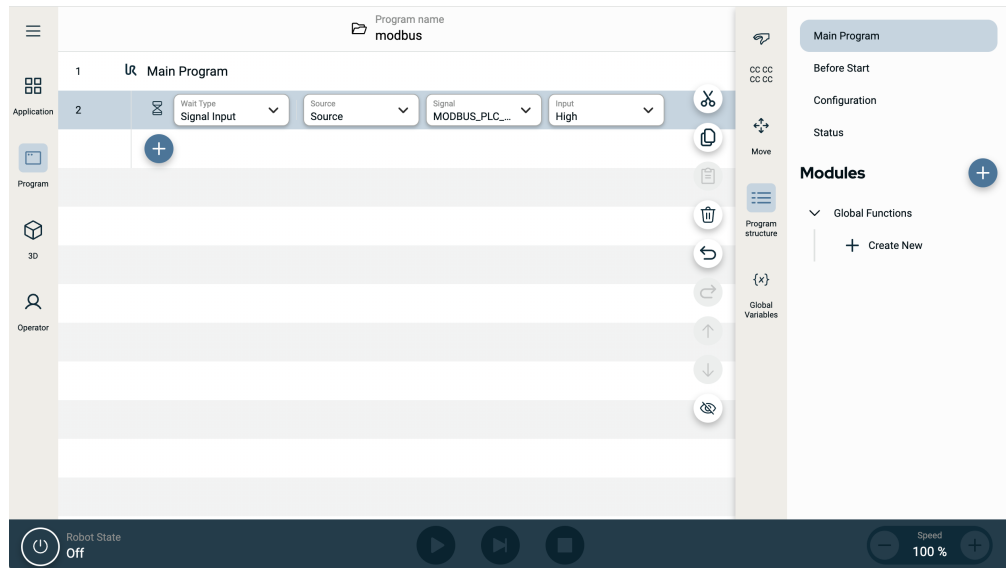 Program name
modbus
Application
Program
3D
Operator
1 Main Program
2 Wait Type Signal Input Source Source Signal MODBUS_PLC_... Input High
CC CC
CC CC
Move
Program
structure
{x}
Global
Variables
Main Program
Before Start
Configuration
Status
Modules
Global Functions
Create New
Robot State
Off
Speed
100 %